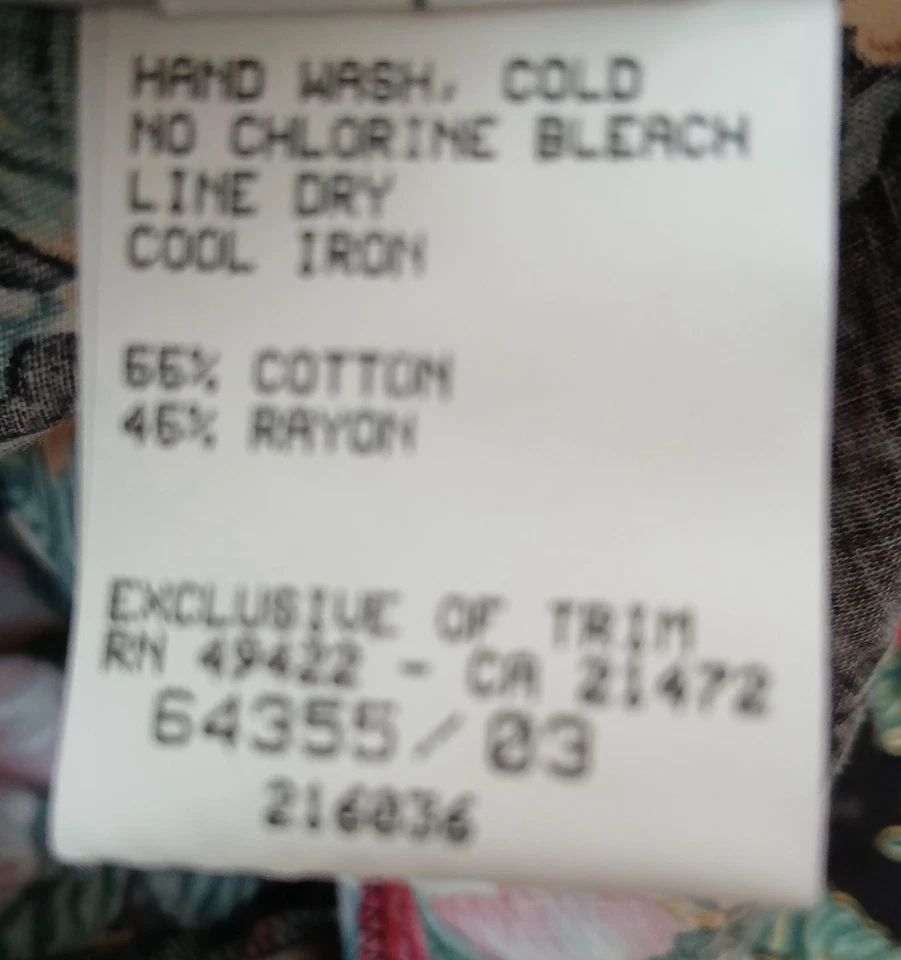 HAND WASH, COLD
NO CHLORINE BLEACH
LINE DRY
COOL IRON
66% COTTON
46% RAYON
EXCLUSIVE OF TRIM
RN 49422 - CA 21472
64355/03
216036